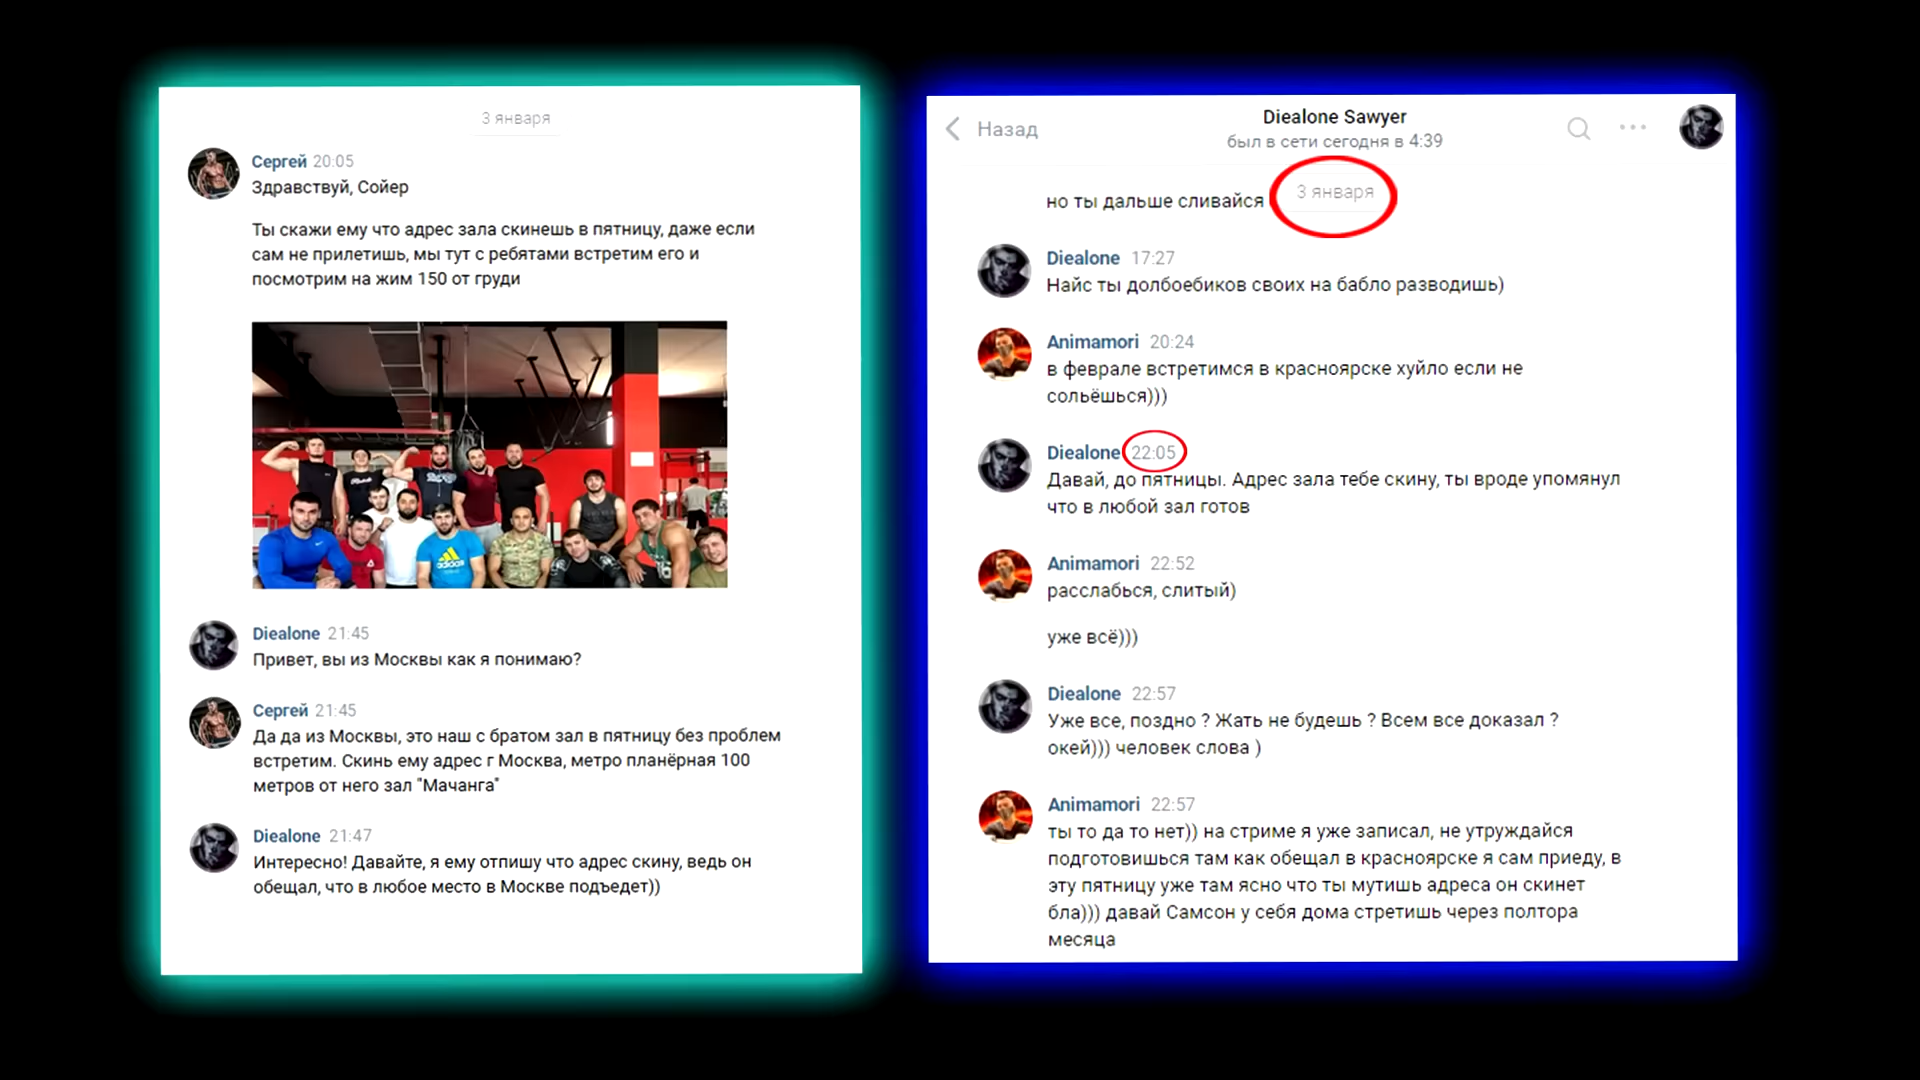 3 января
Сергей 20:05
Здравствуй, Сойер
Ты скажи ему что адрес зала скинешь в пятницу, даже если
сам не прилетишь, мы тут с ребятами встретим его и
посмотрим на жим 150 от груди
adidas
Diealone 21:45
Привет, вы из Москвы как я понимаю?
Сергей 21:45
Да да из Москвы, это наш с братом зал в пятницу без проблем
встретим. Скинь ему адрес г Москва, метро планёрная 100
метров от него зал "Мачанга"
Diealone 21:47
Интересно! Давайте, я ему отпишу что адрес скину, ведь он
обещал, что в любое место в Москве подъедет))
Назад
Diealone Sawyer
был в сети сегодня в 4:39
3 января
но ты дальше сливайся
Diealone 17:27
Найс ты долбоебиков своих на бабло разводишь)
Animamori 20:24
в феврале встретимся в красноярске хуйло если не
сольёшься)))
Diealone 22:05
Давай, до пятницы. Адрес зала тебе скину, ты вроде упомянул
что в любой зал готов
Animamori 22:52
расслабься, слитый)
уже всё)))
Diealone 22:57
Уже все, поздно ? Жать не будешь ? Всем все доказал ?
окей))) человек слова )
Animamori 22:57
ты то да то нет)) на стриме я уже записал, не утруждайся
подготовишься там как обещал в красноярске я сам приеду, в
эту пятницу уже там ясно что ты мутишь адреса он скинет
бла))) давай Самсон у себя дома стретишь через полтора
месяца